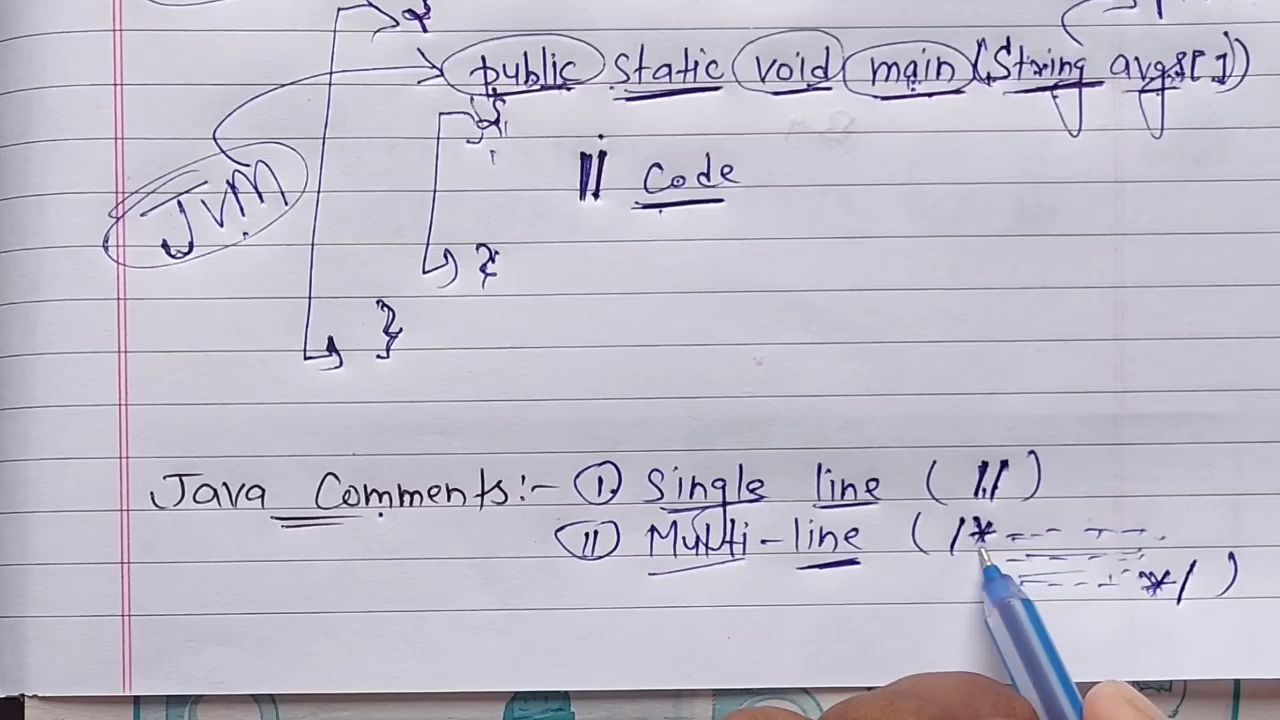 {
public static void main (String args[])
{
// Code
JVM
}
}
Java Comments:- (I) Single line ( // )
(II) Multi-line ( /* -- -- --
-- -- */ )